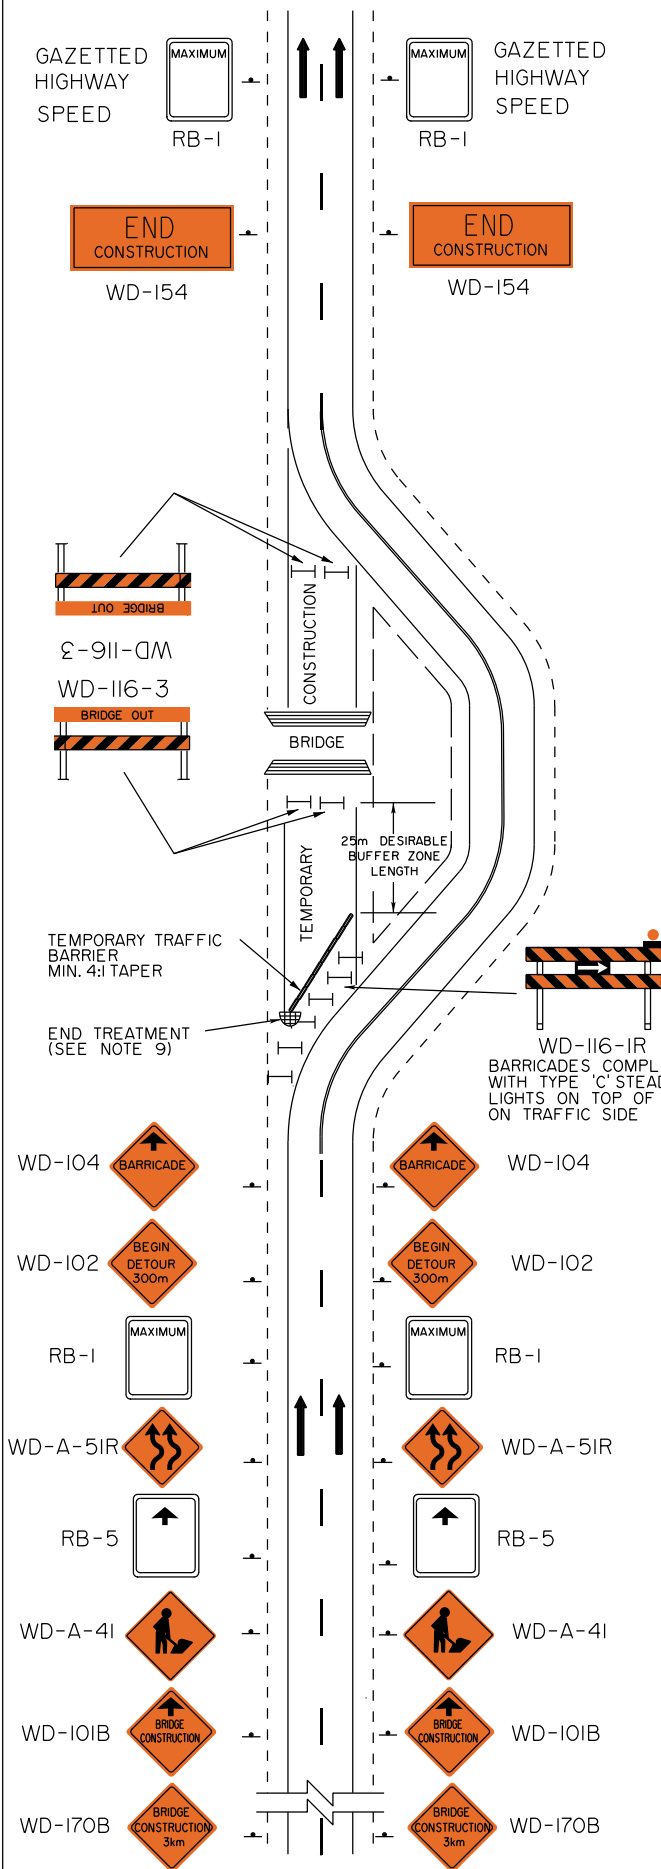 GAZETTED
HIGHWAY
SPEED
MAXIMUM
RB-1
MAXIMUM
RB-1
GAZETTED
HIGHWAY
SPEED
END
CONSTRUCTION
WD-154
END
CONSTRUCTION
WD-154
BRIDGE OUT
WD-116-3
WD-116-3
BRIDGE OUT
CONSTRUCTION
BRIDGE
25m DESIRABLE
BUFFER ZONE
LENGTH
TEMPORARY
TEMPORARY TRAFFIC
BARRIER
MIN. 4:1 TAPER
END TREATMENT
(SEE NOTE 9)
WD-116-1R
BARRICADES COMPL
WITH TYPE 'C' STEAD
LIGHTS ON TOP OF
ON TRAFFIC SIDE
WD-104
BARRICADE
BARRICADE
WD-104
WD-102
BEGIN
DETOUR
300m
BEGIN
DETOUR
300m
WD-102
RB-1
MAXIMUM
MAXIMUM
RB-1
WD-A-51R
WD-A-51R
RB-5
RB-5
WD-A-41
WD-A-41
WD-101B
BRIDGE
CONSTRUCTION
BRIDGE
CONSTRUCTION
WD-101B
WD-170B
BRIDGE
CONSTRUCTION
3km
BRIDGE
CONSTRUCTION
3km
WD-170B